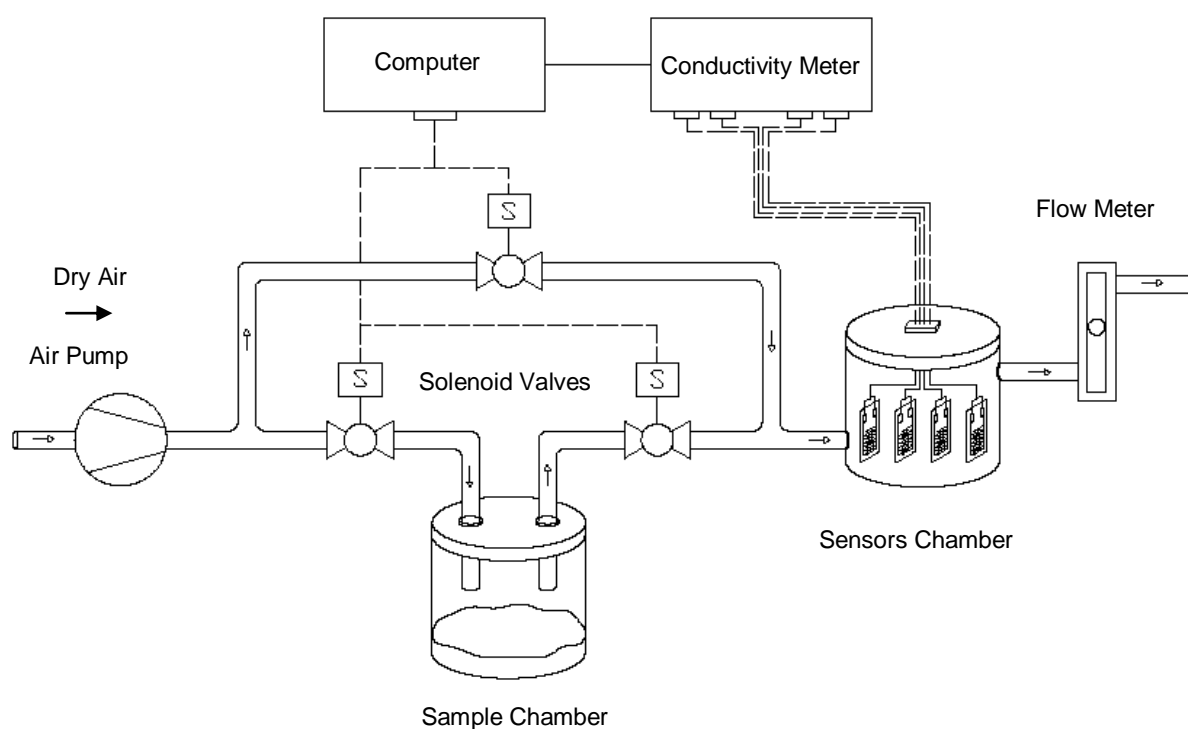 Computer
Conductivity Meter
S
Flow Meter
Dry Air
Air Pump
S
Solenoid Valves
S
Sensors Chamber
Sample Chamber